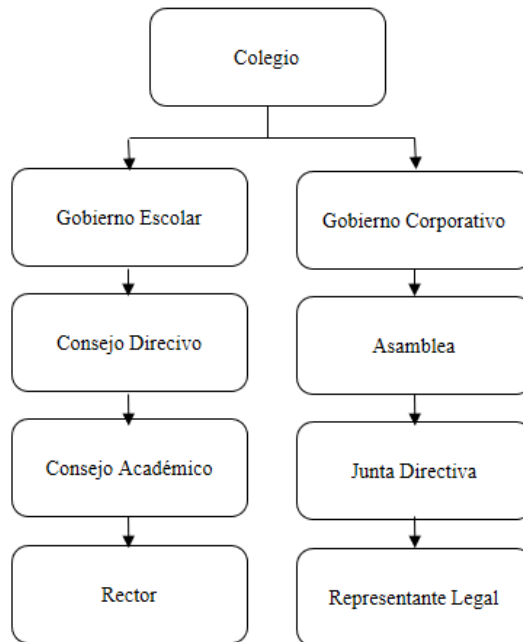 Colegio
Gobierno Escolar
Gobierno Corporativo
Consejo Direcivo
Asamblea
Consejo Académico
Junta Directiva
Rector
Representante Legal